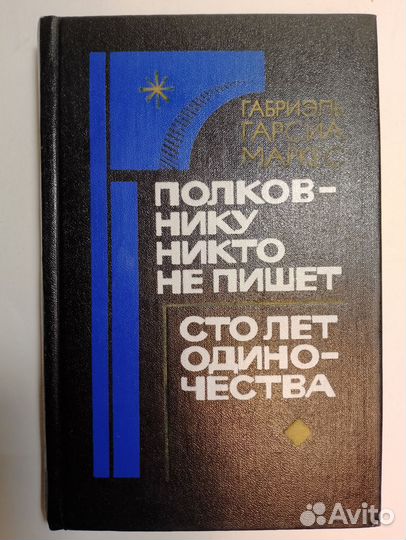 ГАБРИЭЛЬ
ГАРСИА
МАРКЕС
ПОЛКОВ-
НИКУ
НИКТО
НЕ ПИШЕТ
СТО ЛЕТ
ОДИНО-
ЧЕСТВА
Avito